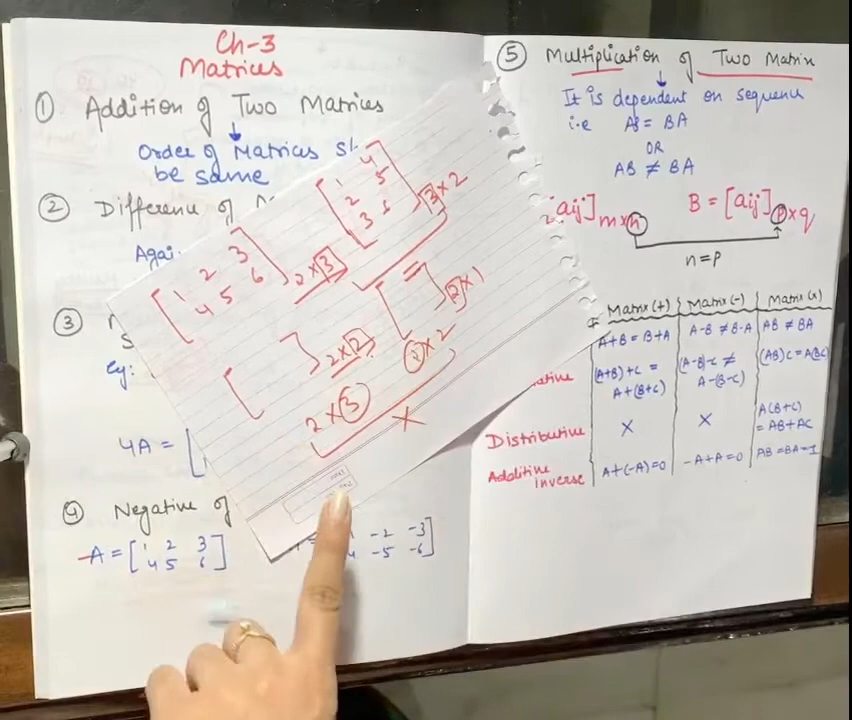 Ch-3
Matrices
① Addition of Two Matrices
↓
Order of Matrices
be same
② Difference of
Agai
③
eg:
4A = [
④ Negative of
-A = [1 2 3
4 5 6]
-2 -3
-5 -6]
[1 2 3
4 5 6] 2×3
[1 4
2 5
3 5] 3×2
[ ] 2×2
[ ] 2×1
2×3
2×2
×
⑤ Multiplication of Two Matrix
↓
It is dependent on sequence
i.e AB = BA
OR
AB ≠ BA
aij] m×n B = [aij] p×q
n=p
Matrix (+) Matrix (-) Matrix (×)
A+B = B+A A-B ≠ B-A AB ≠ BA
ative (A+B)+C = A+(B+C) (A-B)-C ≠ A-(B-C) (AB)C = A(BC)
Distributive × × A(B+C) = AB+AC
Additive Inverse A+(-A)=0 -A+A=0 AB=BA=I